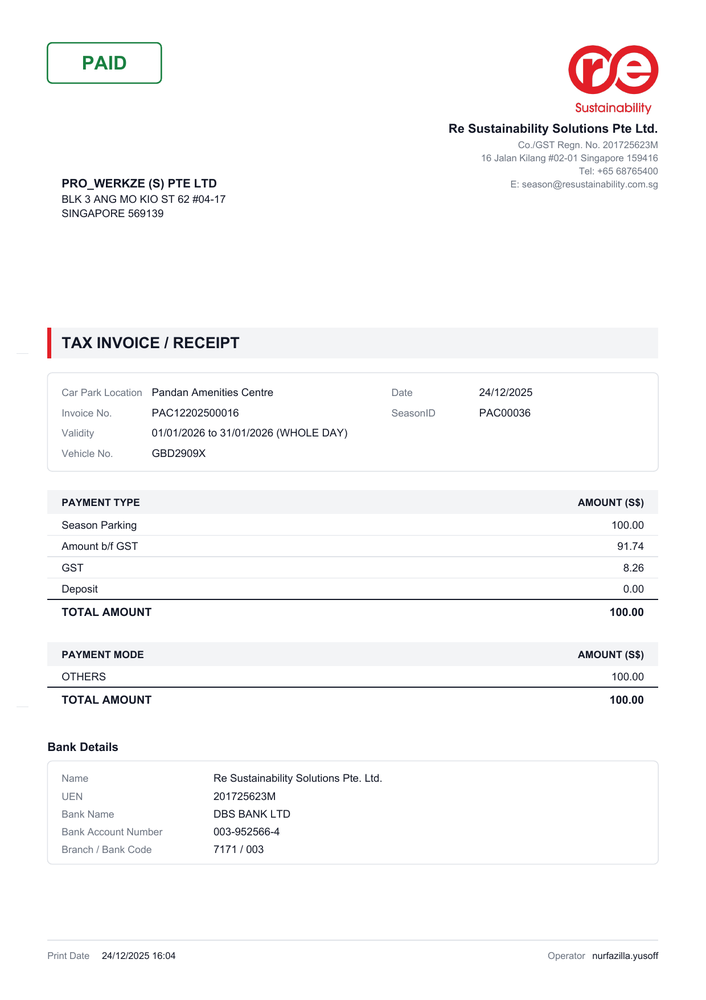 PAID
re
Sustainability
Re Sustainability Solutions Pte Ltd.
Co./GST Regn. No. 201725623M
16 Jalan Kilang #02-01 Singapore 159416
Tel: +65 68765400
E: season@resustainability.com.sg
PRO_WERKZE (S) PTE LTD
BLK 3 ANG MO KIO ST 62 #04-17
SINGAPORE 569139
TAX INVOICE / RECEIPT
Car Park Location Pandan Amenities Centre Date 24/12/2025
Invoice No. PAC12202500016 SeasonID PAC00036
Validity 01/01/2026 to 31/01/2026 (WHOLE DAY)
Vehicle No. GBD2909X
PAYMENT TYPE AMOUNT (S$)
Season Parking 100.00
Amount b/f GST 91.74
GST 8.26
Deposit 0.00
TOTAL AMOUNT 100.00
PAYMENT MODE AMOUNT (S$)
OTHERS 100.00
TOTAL AMOUNT 100.00
Bank Details
Name Re Sustainability Solutions Pte. Ltd.
UEN 201725623M
Bank Name DBS BANK LTD
Bank Account Number 003-952566-4
Branch / Bank Code 7171 / 003
Print Date 24/12/2025 16:04 Operator nurfazilla.yusoff